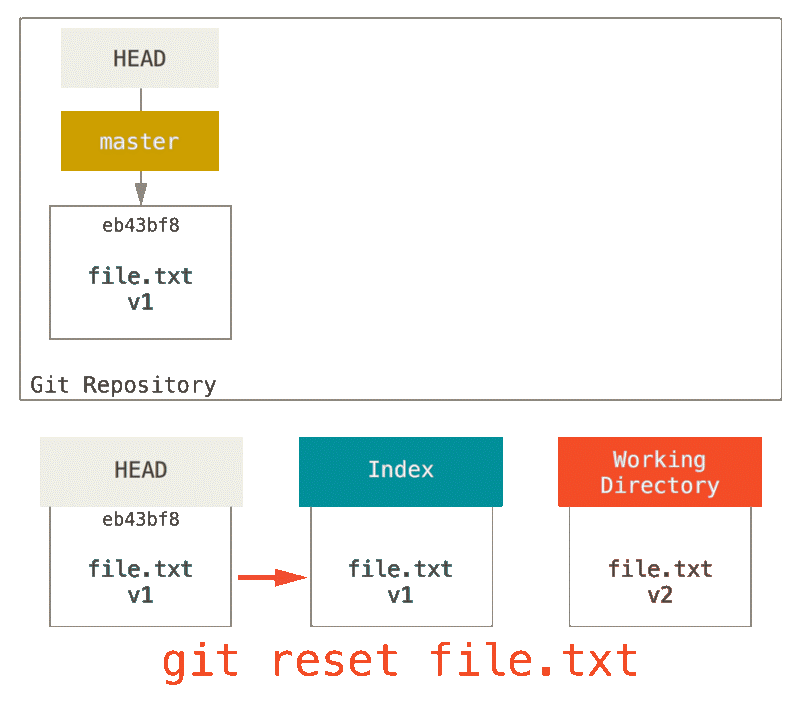 HEAD
master
eb43bf8
file.txt
v1
Git Repository
HEAD
eb43bf8
file.txt
v1
Index
file.txt
v1
Working
Directory
file.txt
v2
git reset file.txt